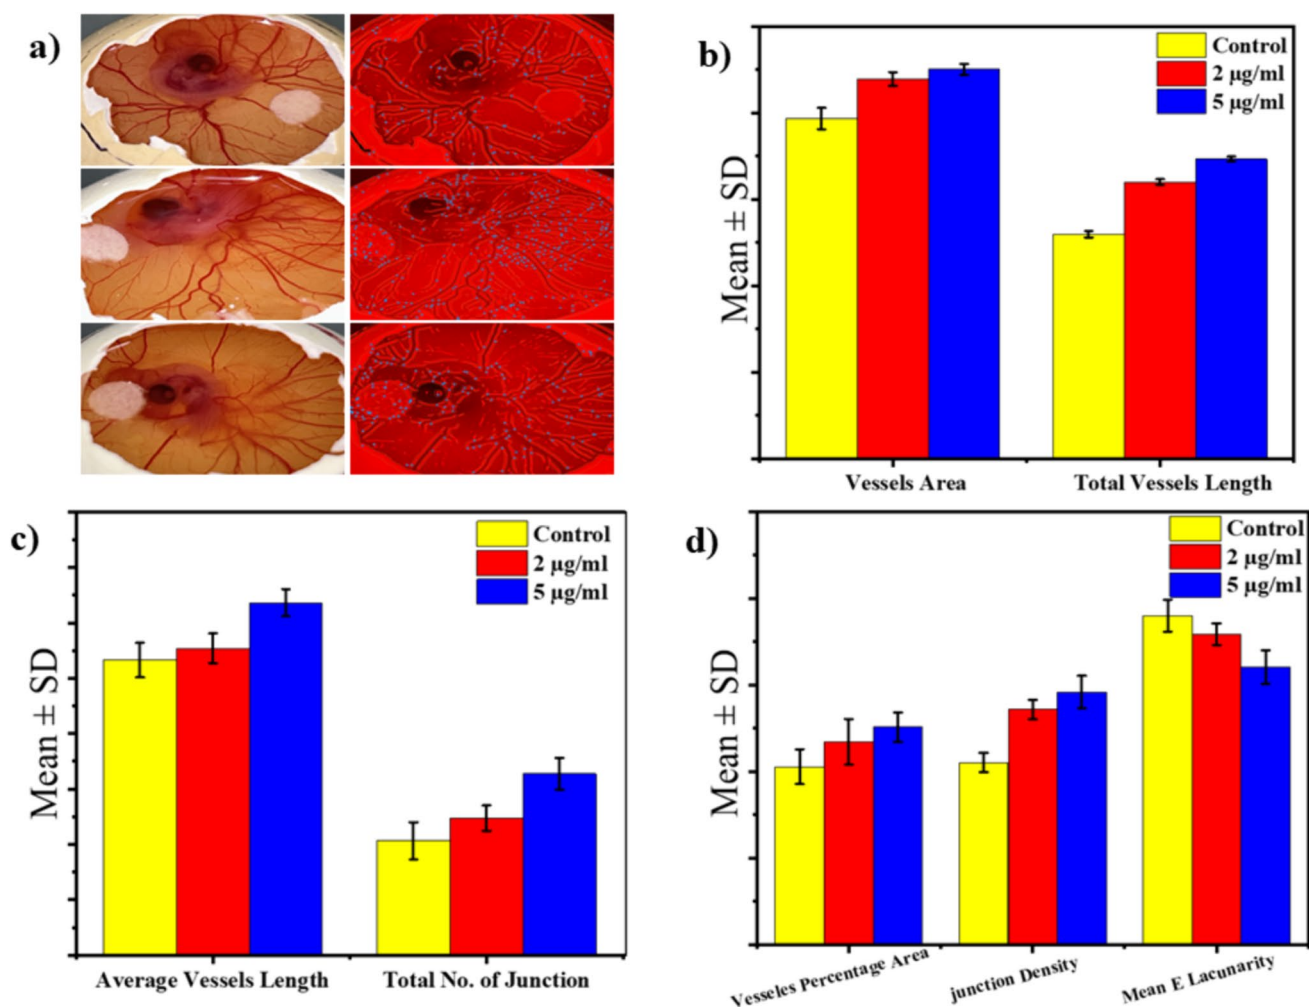 a)
b)
Control
2 µg/ml
5 µg/ml
Mean ± SD
Vessels Area
Total Vessels Length
c)
Control
2 µg/ml
5 µg/ml
Mean ± SD
Average Vessels Length
Total No. of Junction
d)
Control
2 µg/ml
5 µg/ml
Mean ± SD
Vesseles Percentage Area
junction Density
Mean E Lacunarity